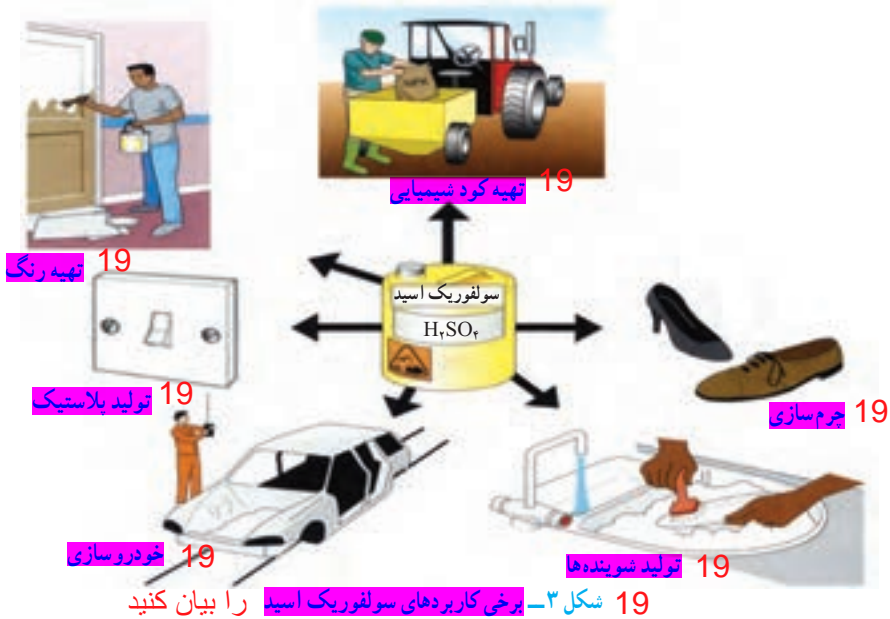 تهیه کود شیمیایی 19
تهیه رنگ 19
سولفوریک اسید
H₂SO₄
تولید پلاستیک 19
19 چرم‌سازی
خودروسازی 19
تولید شوینده‌ها 19
19 شکل ۳ــ برخی کاربردهای سولفوریک اسید را بیان کنید